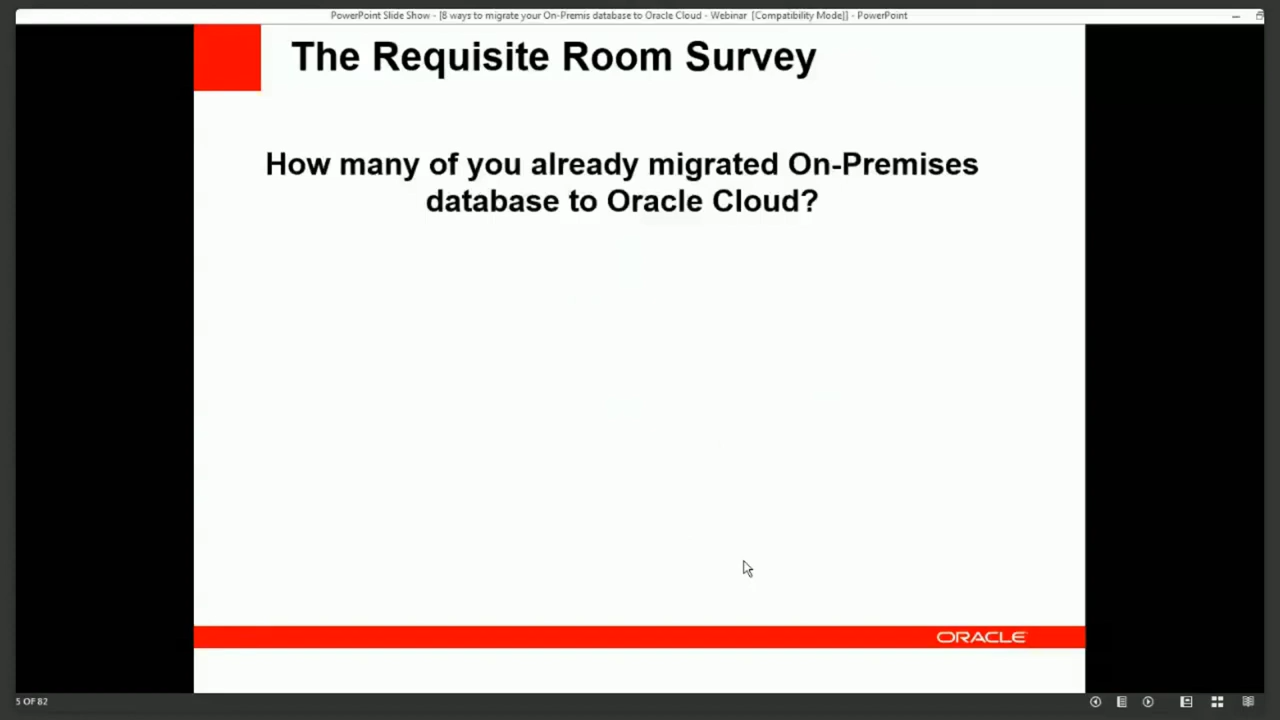 PowerPoint Slide Show - [8 ways to migrate your On-Premis database to Oracle Cloud - Webinar [Compatibility Mode]] - PowerPoint
The Requisite Room Survey
How many of you already migrated On-Premises
database to Oracle Cloud?
ORACLE
5 OF 82